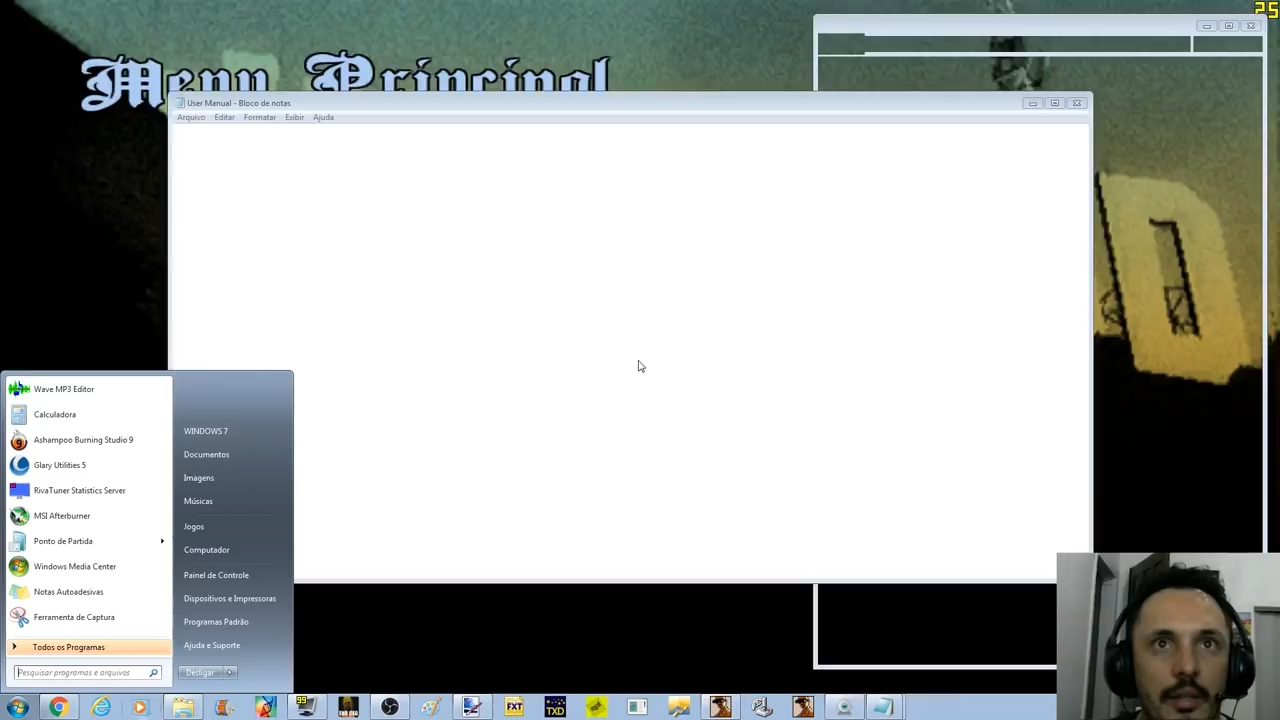 25
Menu Principal
User Manual - Bloco de notas
Arquivo Editar Formatar Exibir Ajuda
Wave MP3 Editor
Calculadora
Ashampoo Burning Studio 9
Glary Utilities 5
RivaTuner Statistics Server
MSI Afterburner
Ponto de Partida
Windows Media Center
Notas Autoadesivas
Ferramenta de Captura
Todos os Programas
Pesquisar programas e arquivos
WINDOWS 7
Documentos
Imagens
Músicas
Jogos
Computador
Painel de Controle
Dispositivos e Impressoras
Programas Padrão
Ajuda e Suporte
Desligar
99
FXT
TXD